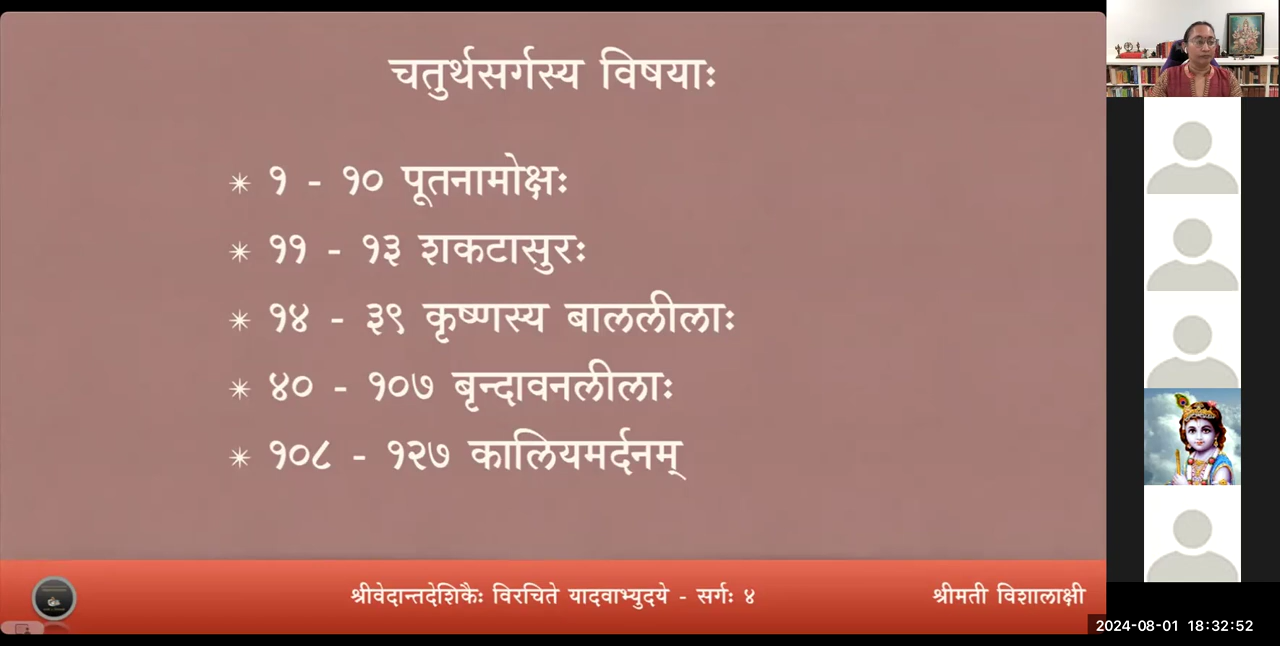 चतुर्थसर्गस्य विषयाः
✴ १ - १० पूतनामोक्षः
✴ ११ - १३ शकटासुरः
✴ १४ - ३९ कृष्णस्य बाललीलाः
✴ ४० - १०७ बृन्दावनलीलाः
✴ १०८ - १२७ कालियमर्दनम्
श्रीवेदान्तदेशिकैः विरचिते यादवाभ्युदये - सर्गः ४
श्रीमती विशालाक्षी
2024-08-01 18:32:52